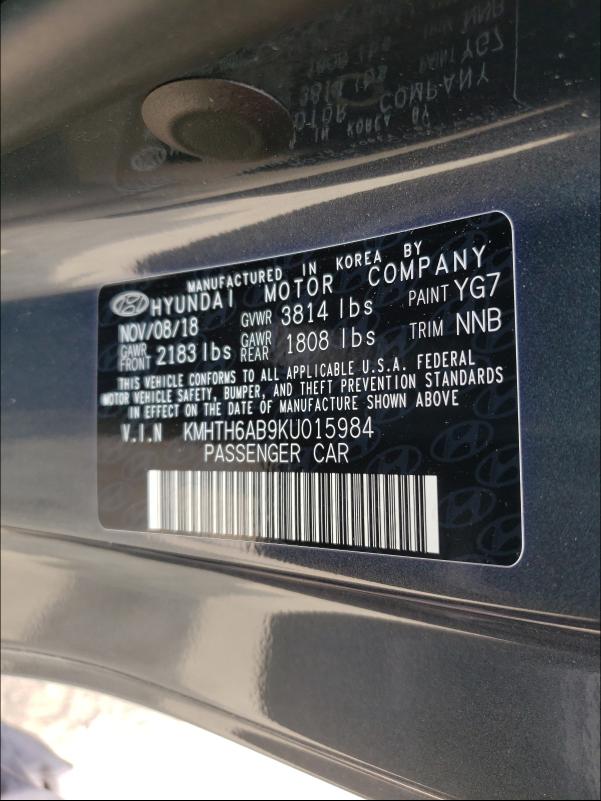 MANUFACTURED IN KOREA BY
HYUNDAI MOTOR COMPANY
NOV/08/18 GVWR 3814 lbs PAINT YG7
GAWR FRONT 2183 lbs GAWR REAR 1808 lbs TRIM NNB
THIS VEHICLE CONFORMS TO ALL APPLICABLE U.S.A. FEDERAL
MOTOR VEHICLE SAFETY, BUMPER, AND THEFT PREVENTION STANDARDS
IN EFFECT ON THE DATE OF MANUFACTURE SHOWN ABOVE
V.I.N KMHTH6AB9KU015984
PASSENGER CAR